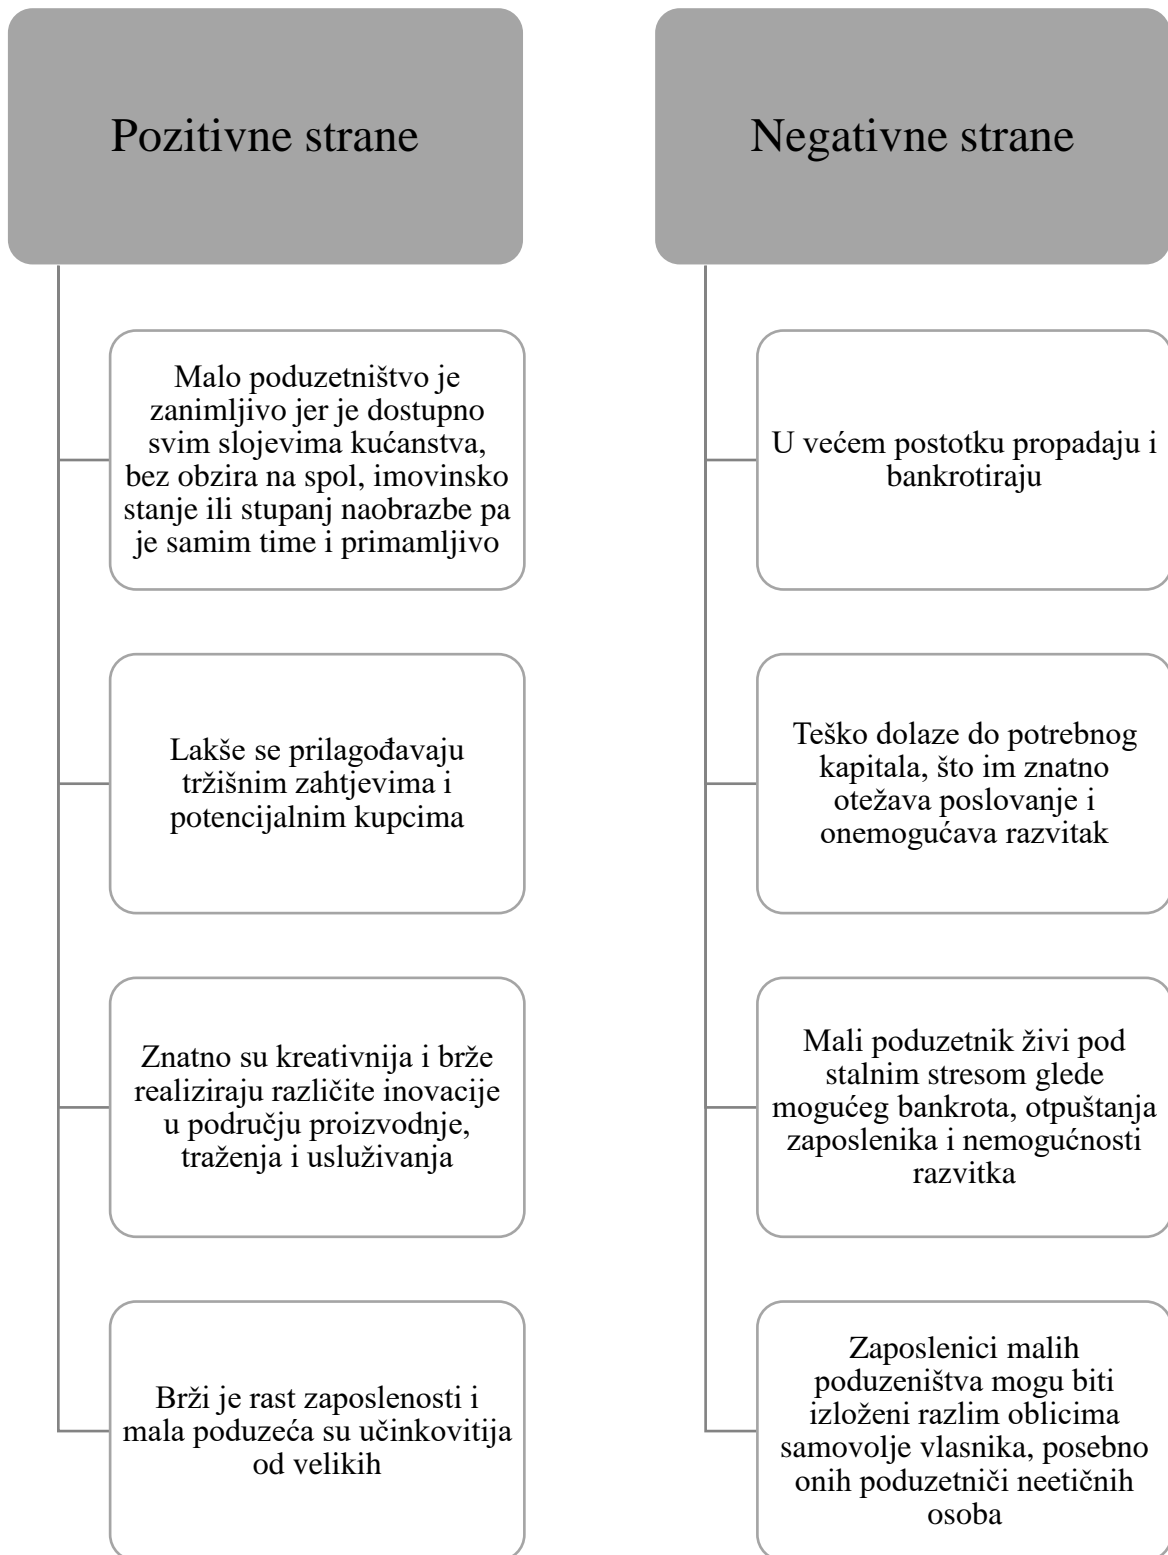 Pozitivne strane
Malo poduzetništvo je
zanimljivo jer je dostupno
svim slojevima kućanstva,
bez obzira na spol, imovinsko
stanje ili stupanj naobrazbe pa
je samim time i primamljivo
Lakše se prilagođavaju
tržišnim zahtjevima i
potencijalnim kupcima
Znatno su kreativnija i brže
realiziraju različite inovacije
u području proizvodnje,
traženja i usluživanja
Brži je rast zaposlenosti i
mala poduzeća su učinkovitija
od velikih
Negativne strane
U većem postotku propadaju i
bankrotiraju
Teško dolaze do potrebnog
kapitala, što im znatno
otežava poslovanje i
onemogućava razvitak
Mali poduzetnik živi pod
stalnim stresom glede
mogućeg bankrota, otpuštanja
zaposlenika i nemogućnosti
razvitka
Zaposlenici malih
poduzeništva mogu biti
izloženi razlim oblicima
samovolje vlasnika, posebno
onih poduzetniči neetičnih
osoba